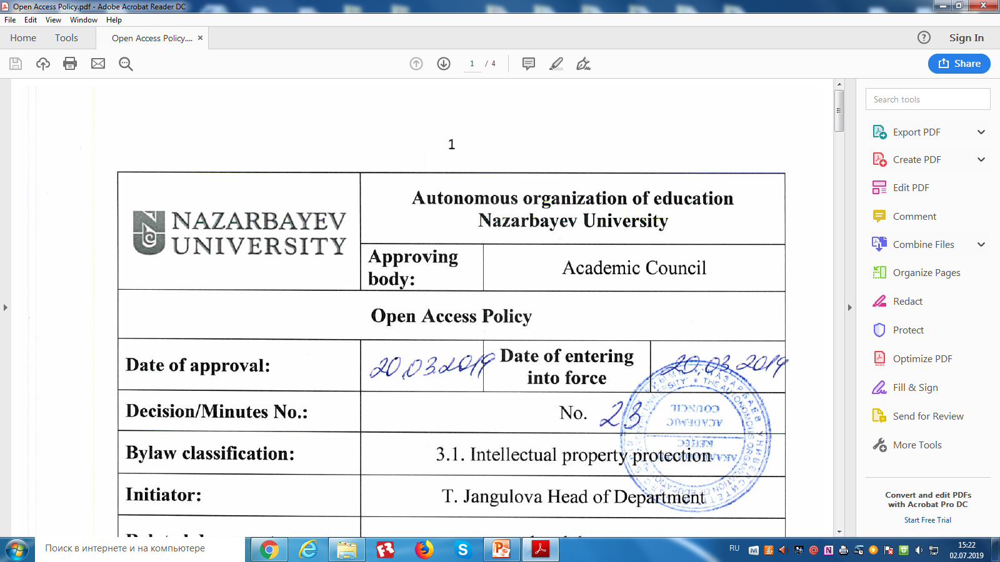 Open Access Policy.pdf - Adobe Acrobat Reader DC
File Edit View Window Help
Home Tools Open Access Policy.... × Sign In
1 / 4
Share
Search tools
Export PDF
Create PDF
Edit PDF
Comment
Combine Files
Organize Pages
Redact
Protect
Optimize PDF
Fill & Sign
Send for Review
More Tools
Convert and edit PDFs
with Acrobat Pro DC
Start Free Trial
1
NAZARBAYEV
UNIVERSITY
Autonomous organization of education
Nazarbayev University
Approving
body:
Academic Council
Open Access Policy
Date of approval:
20.03.2019
Date of entering
into force
20.03.2019
Decision/Minutes No.:
No. 23
Bylaw classification:
3.1. Intellectual property protection
Initiator:
T. Jangulova Head of Department
ACADEMIC
COUNCIL
Поиск в интернете и на компьютере
RU
15:22
02.07.2019